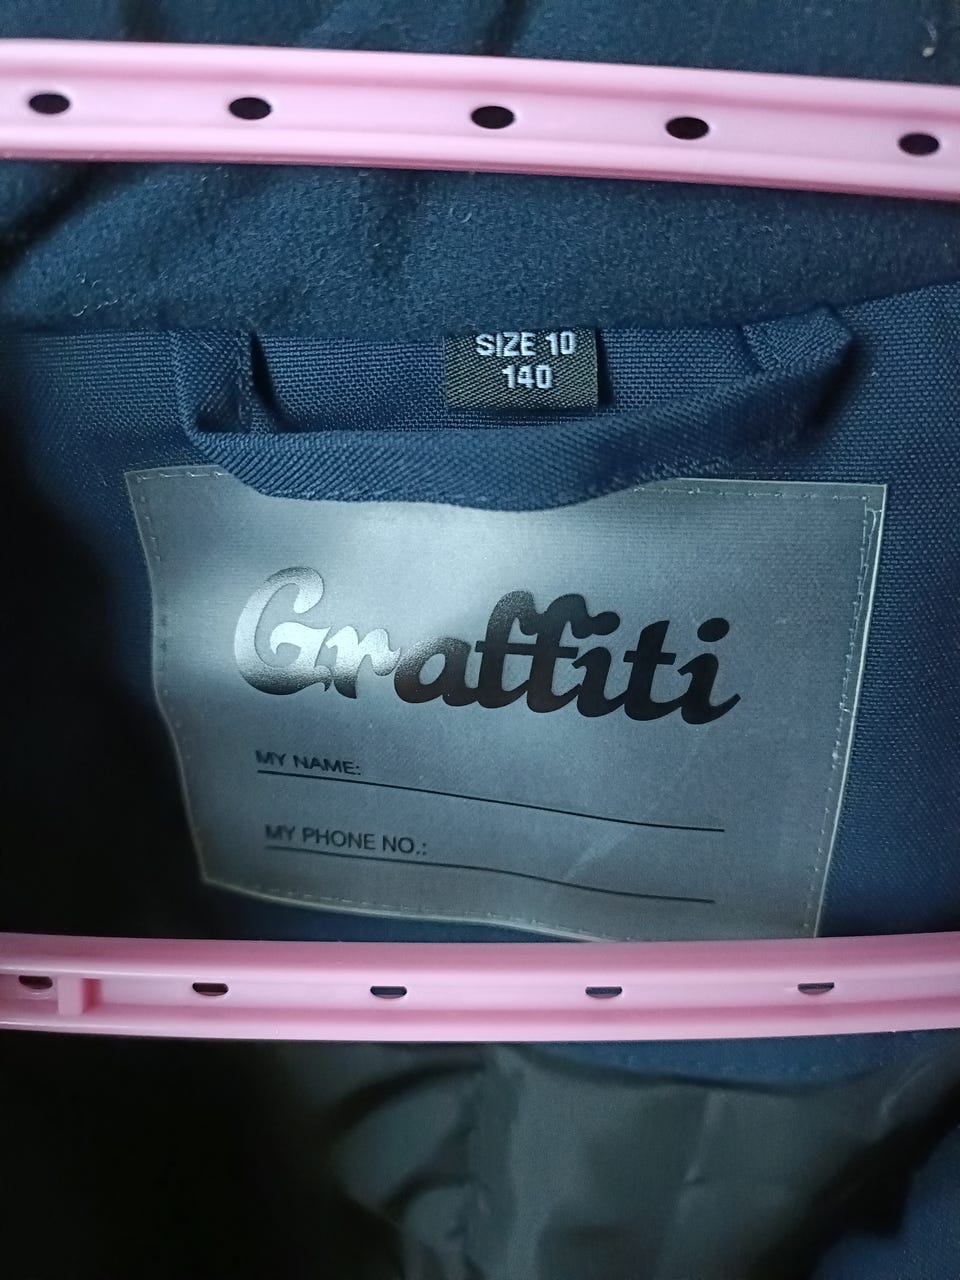 SIZE 10
140
Graffiti
MY NAME:
MY PHONE NO.: